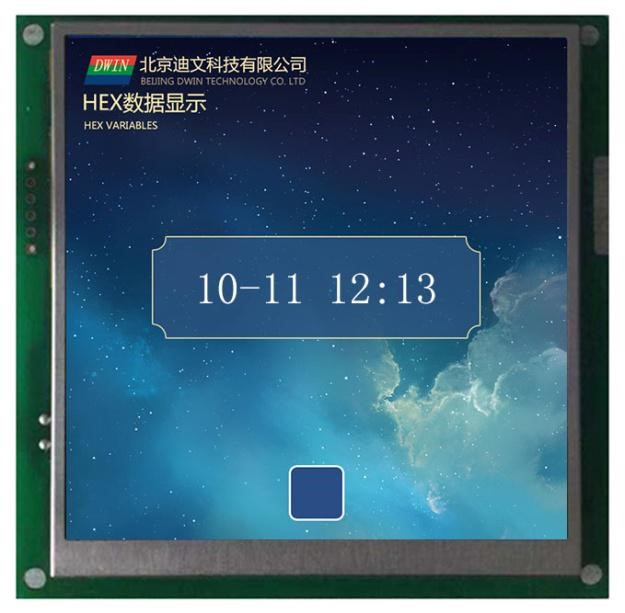 DWIN 北京迪文科技有限公司
BEIJING DWIN TECHNOLOGY CO. LTD
HEX数据显示
HEX VARIABLES
10-11 12:13